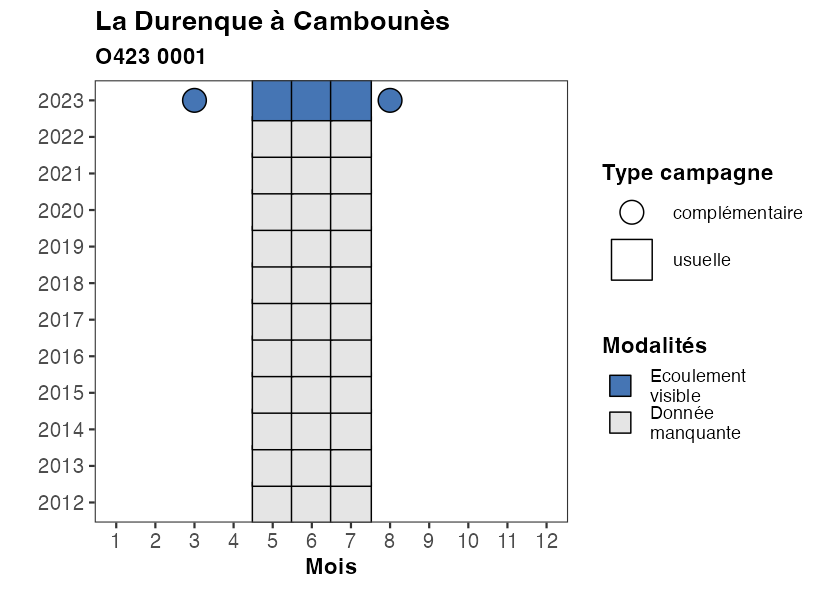 La Durenque à Cambounès
O423 0001
2023
2022
2021
2020
2019
2018
2017
2016
2015
2014
2013
2012
1 2 3 4 5 6 7 8 9 10 11 12
Mois
Type campagne
complémentaire
usuelle
Modalités
Ecoulement
visible
Donnée
manquante